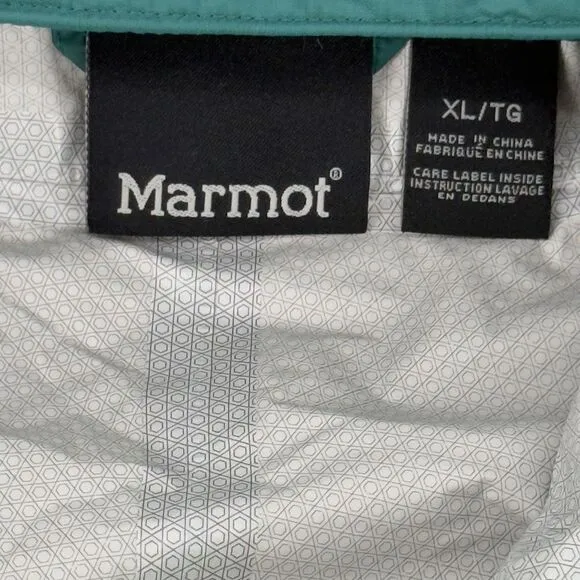 Marmot®
XL/TG
MADE IN CHINA
FABRIQUÉ EN CHINE
CARE LABEL INSIDE
INSTRUCTION LAVAGE
EN DEDANS